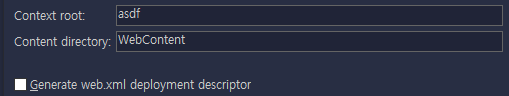 Context root: asdf
Content directory: WebContent
Generate web.xml deployment descriptor